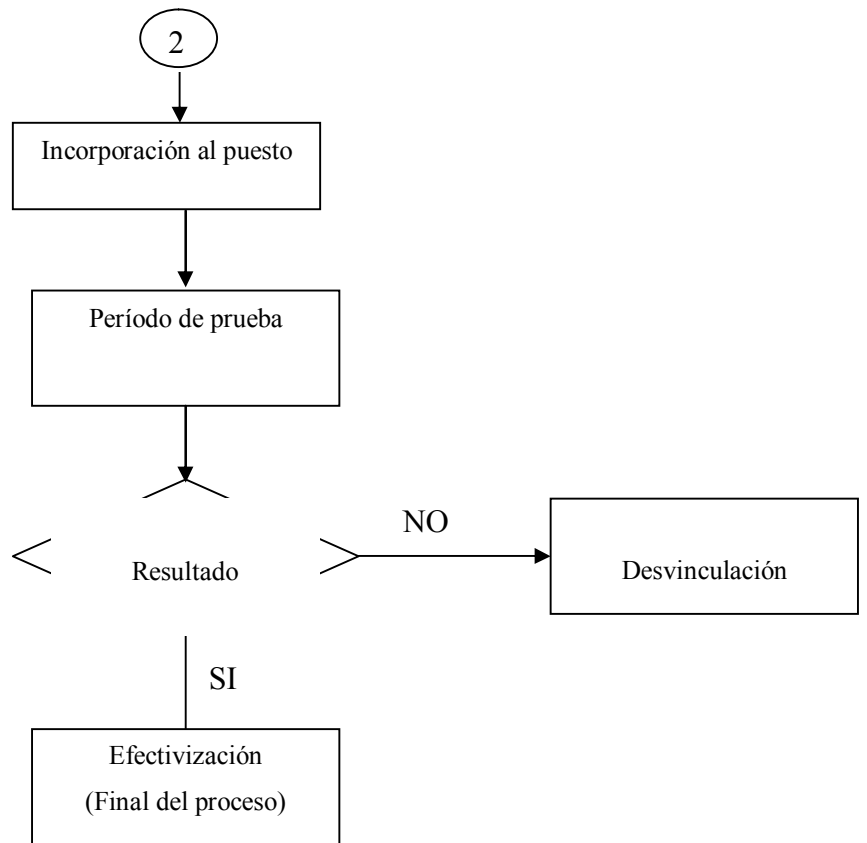 2
Incorporación al puesto
Período de prueba
NO
Resultado
Desvinculación
SI
Efectivización
(Final del proceso)